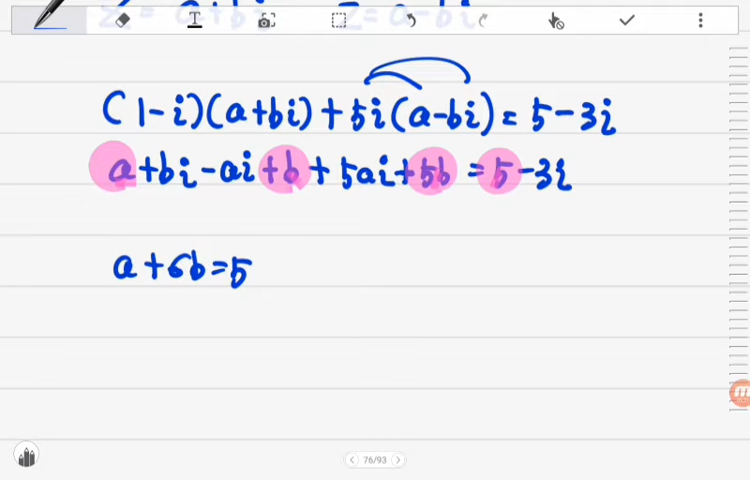 (1-i)(a+bi)+5i(a-bi)=5-3i
a+bi-ai+b+5ai+5b=5-3i
a+6b=5
76/93